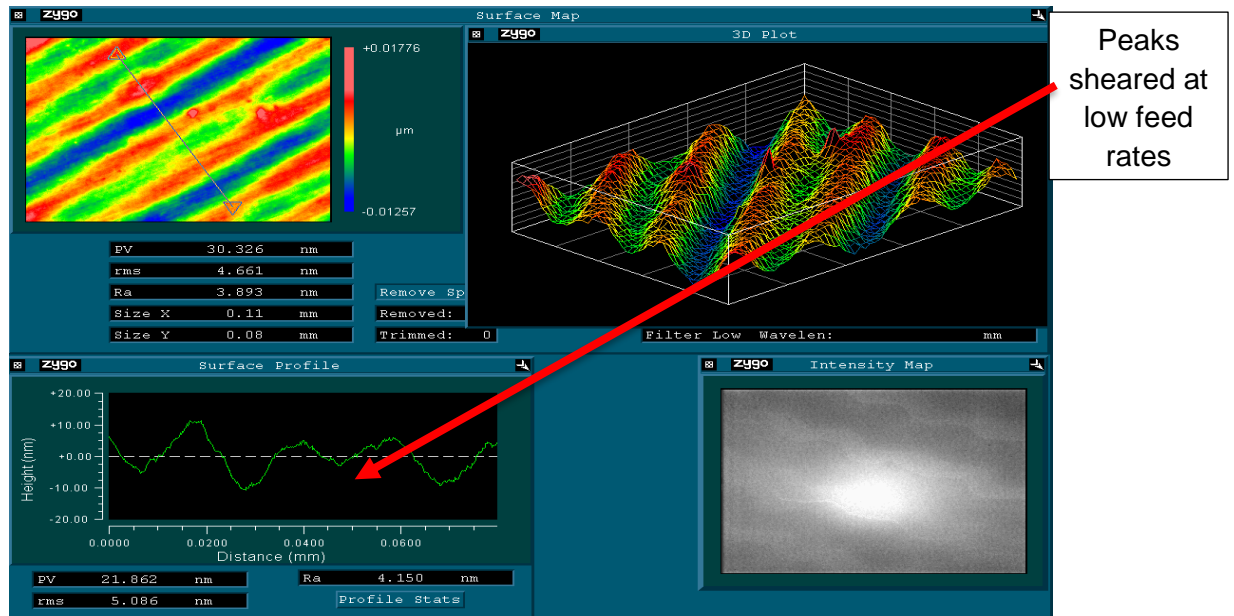 zygo Surface Map
+0.01776
µm
-0.01257
PV 30.326 nm
rms 4.661 nm
Ra 3.893 nm
Size X 0.11 mm
Size Y 0.08 mm
Remove Sp
Removed:
Trimmed: 0
zygo 3D Plot
Filter Low Wavelen: mm
Peaks
sheared at
low feed
rates
zygo Surface Profile
+20.00
+10.00
+0.00
-10.00
-20.00
Height (nm)
0.0000 0.0200 0.0400 0.0600
Distance (mm)
PV 21.862 nm
rms 5.086 nm
Ra 4.150 nm
Profile Stats
zygo Intensity Map